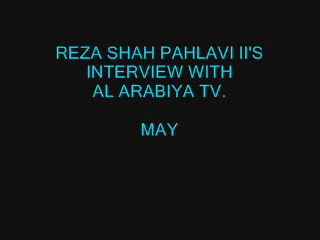 REZA SHAH PAHLAVI II'S
INTERVIEW WITH
AL ARABIYA TV.
MAY